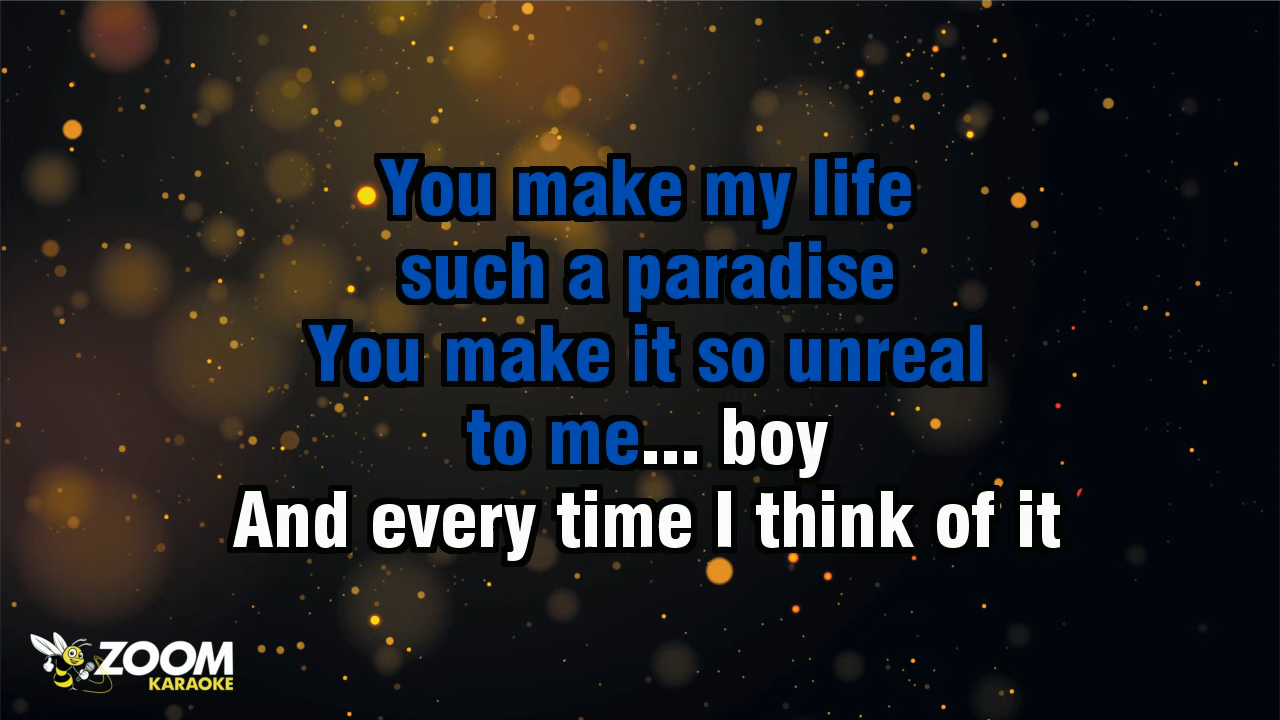 You make my life
such a paradise
You make it so unreal
to me... boy
And every time I think of it
ZOOM
KARAOKE